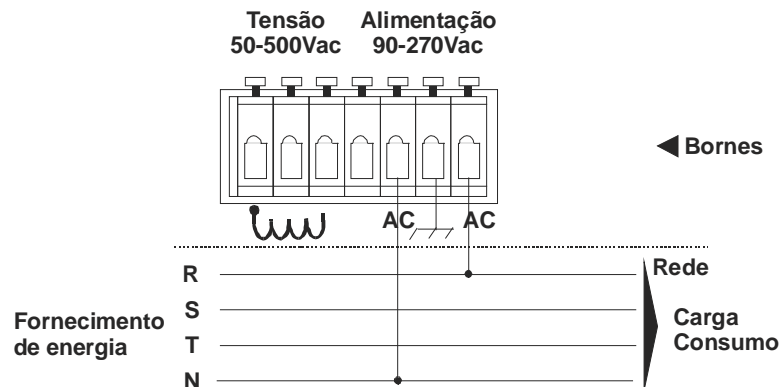 Tensão
50-500Vac
Alimentação
90-270Vac
Bornes
AC
AC
R
Rede
S
Fornecimento
de energia
T
Carga
Consumo
N